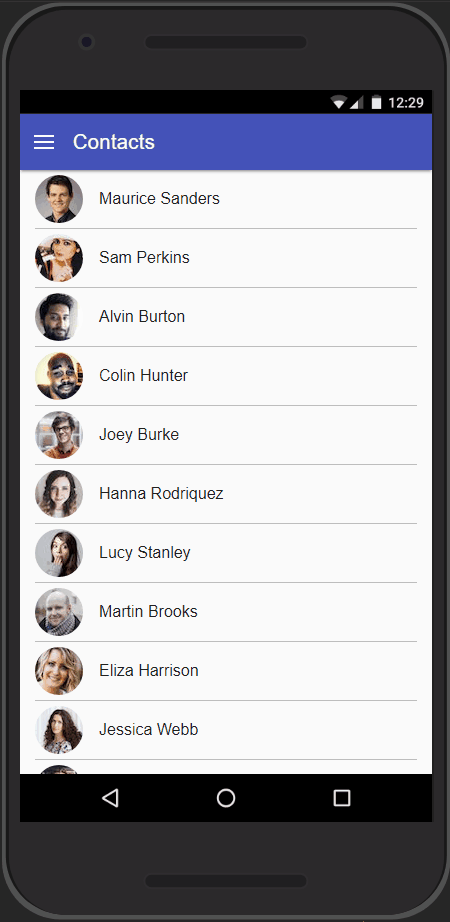 12:29
Contacts
Maurice Sanders
Sam Perkins
Alvin Burton
Colin Hunter
Joey Burke
Hanna Rodriquez
Lucy Stanley
Martin Brooks
Eliza Harrison
Jessica Webb